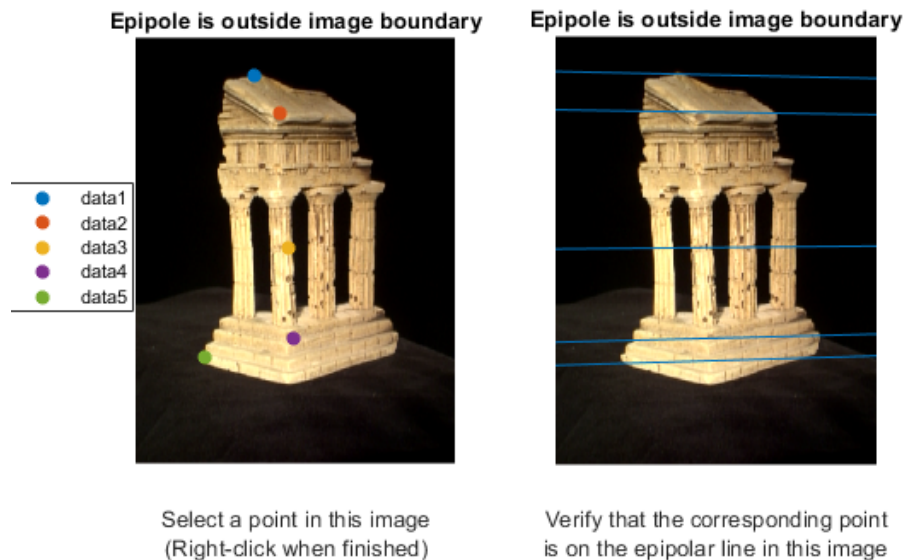 Epipole is outside image boundary
Epipole is outside image boundary
data1
data2
data3
data4
data5
Select a point in this image
(Right-click when finished)
Verify that the corresponding point
is on the epipolar line in this image